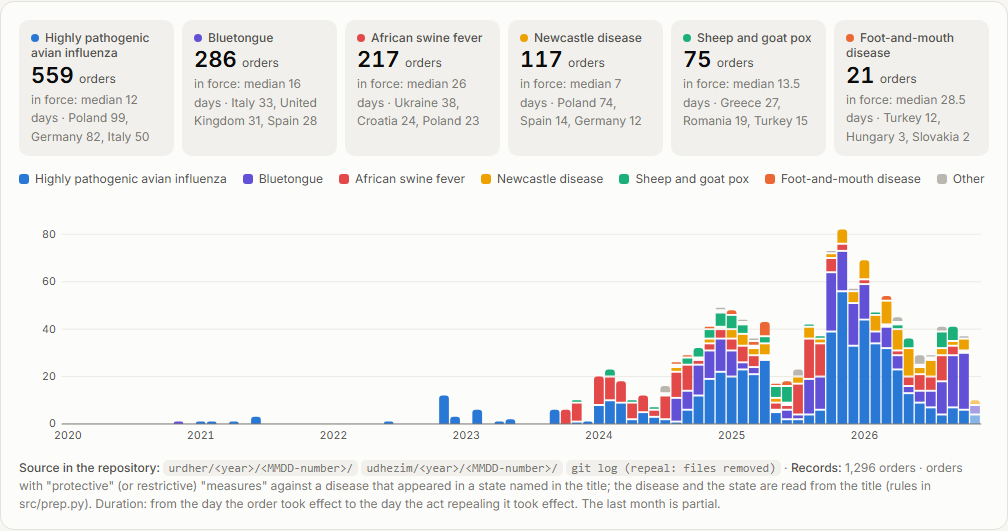 Highly pathogenic
avian influenza
559 orders
in force: median 12
days · Poland 99,
Germany 82, Italy 50
Bluetongue
286 orders
in force: median 16
days · Italy 33, United
Kingdom 31, Spain 28
African swine fever
217 orders
in force: median 26
days · Ukraine 38,
Croatia 24, Poland 23
Newcastle disease
117 orders
in force: median 7
days · Poland 74,
Spain 14, Germany 12
Sheep and goat pox
75 orders
in force: median 13.5
days · Greece 27,
Romania 19, Turkey 15
Foot-and-mouth
disease
21 orders
in force: median 28.5
days · Turkey 12,
Hungary 3, Slovakia 2
Highly pathogenic avian influenza Bluetongue African swine fever Newcastle disease Sheep and goat pox Foot-and-mouth disease Other
80
60
40
20
0
2020 2021 2022 2023 2024 2025 2026
Source in the repository: urdher/<year>/<MMDD-number>/ udhezim/<year>/<MMDD-number>/ git log (repeal: files removed) · Records: 1,296 orders · orders
with "protective" (or restrictive) "measures" against a disease that appeared in a state named in the title; the disease and the state are read from the title (rules in
src/prep.py). Duration: from the day the order took effect to the day the act repealing it took effect. The last month is partial.